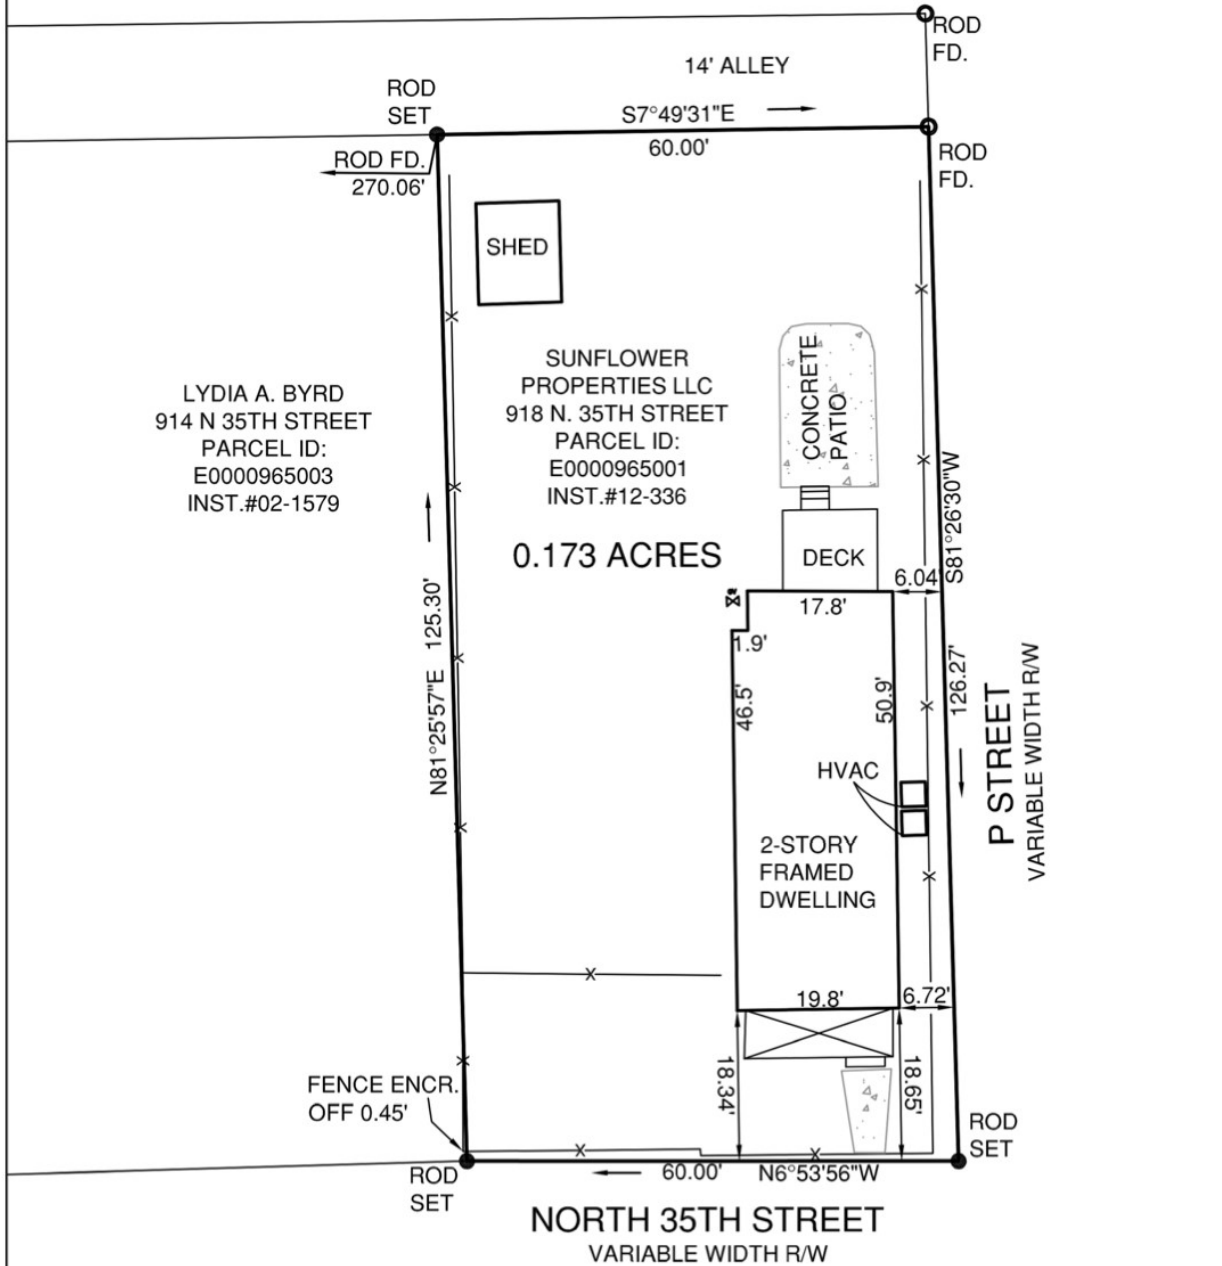 ROD
FD.
14' ALLEY
ROD
SET
S7°49'31"E
60.00'
ROD
FD.
ROD FD.
270.06'
SHED
CONCRETE
PATIO
LYDIA A. BYRD
914 N 35TH STREET
PARCEL ID:
E0000965003
INST.#02-1579
SUNFLOWER
PROPERTIES LLC
918 N. 35TH STREET
PARCEL ID:
E0000965001
INST.#12-336
0.173 ACRES
DECK
6.04'
S81°26'30"W
126.27'
17.8'
1.9'
46.5'
50.9'
N81°25'57"E 125.30'
P STREET
VARIABLE WIDTH R/W
HVAC
2-STORY
FRAMED
DWELLING
19.8'
6.72'
18.34'
18.65'
FENCE ENCR.
OFF 0.45'
ROD
SET
ROD
SET
60.00'
N6°53'56"W
NORTH 35TH STREET
VARIABLE WIDTH R/W